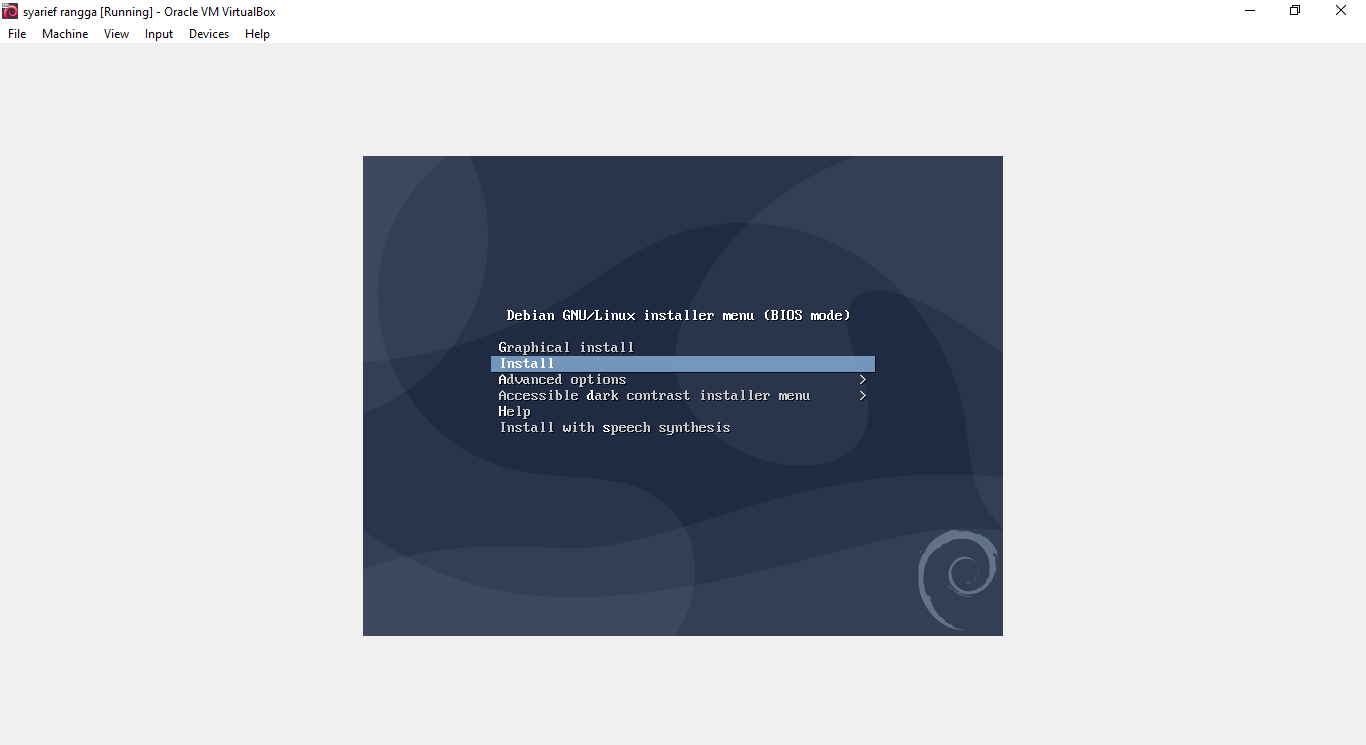 syarief rangga [Running] - Oracle VM VirtualBox
File Machine View Input Devices Help
Debian GNU/Linux installer menu (BIOS mode)
Graphical install
Install
Advanced options >
Accessible dark contrast installer menu >
Help
Install with speech synthesis